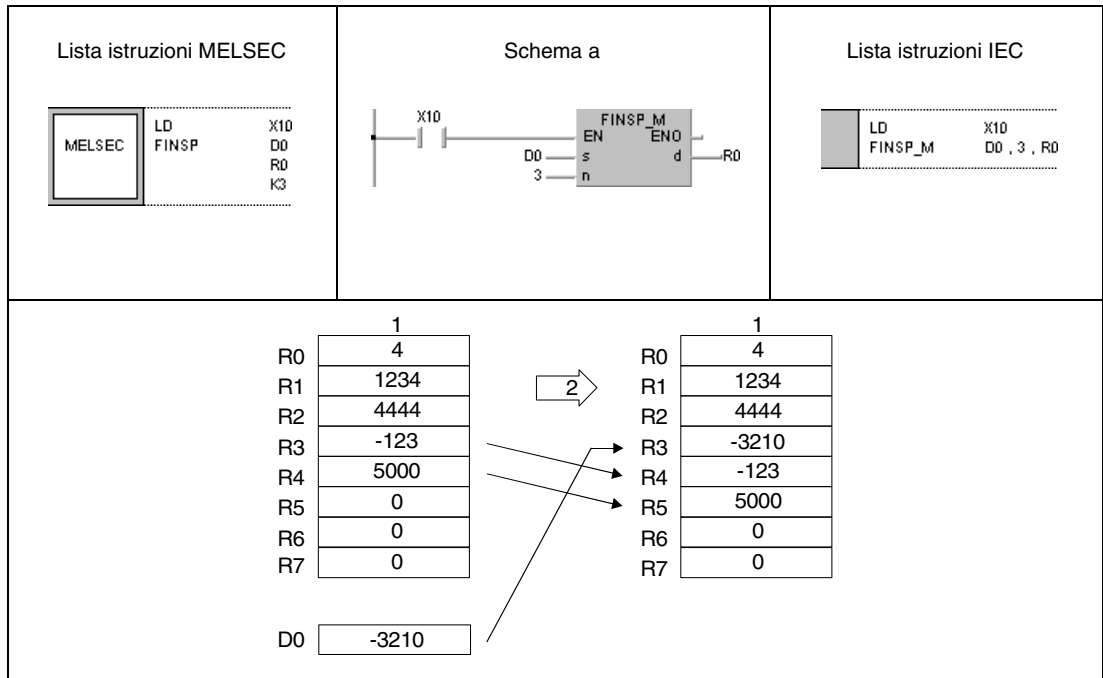 Lista istruzioni MELSEC
Schema a
Lista istruzioni IEC
MELSEC
LD X10
FINSP D0
R0
K3
X10
FINSP_M
EN ENO
D0 s d R0
3 n
LD X10
FINSP_M D0 , 3 , R0
1 1
R0 4 R0 4
R1 1234 2 R1 1234
R2 4444 R2 4444
R3 -123 R3 -3210
R4 5000 R4 -123
R5 0 R5 5000
R6 0 R6 0
R7 0 R7 0
D0 -3210